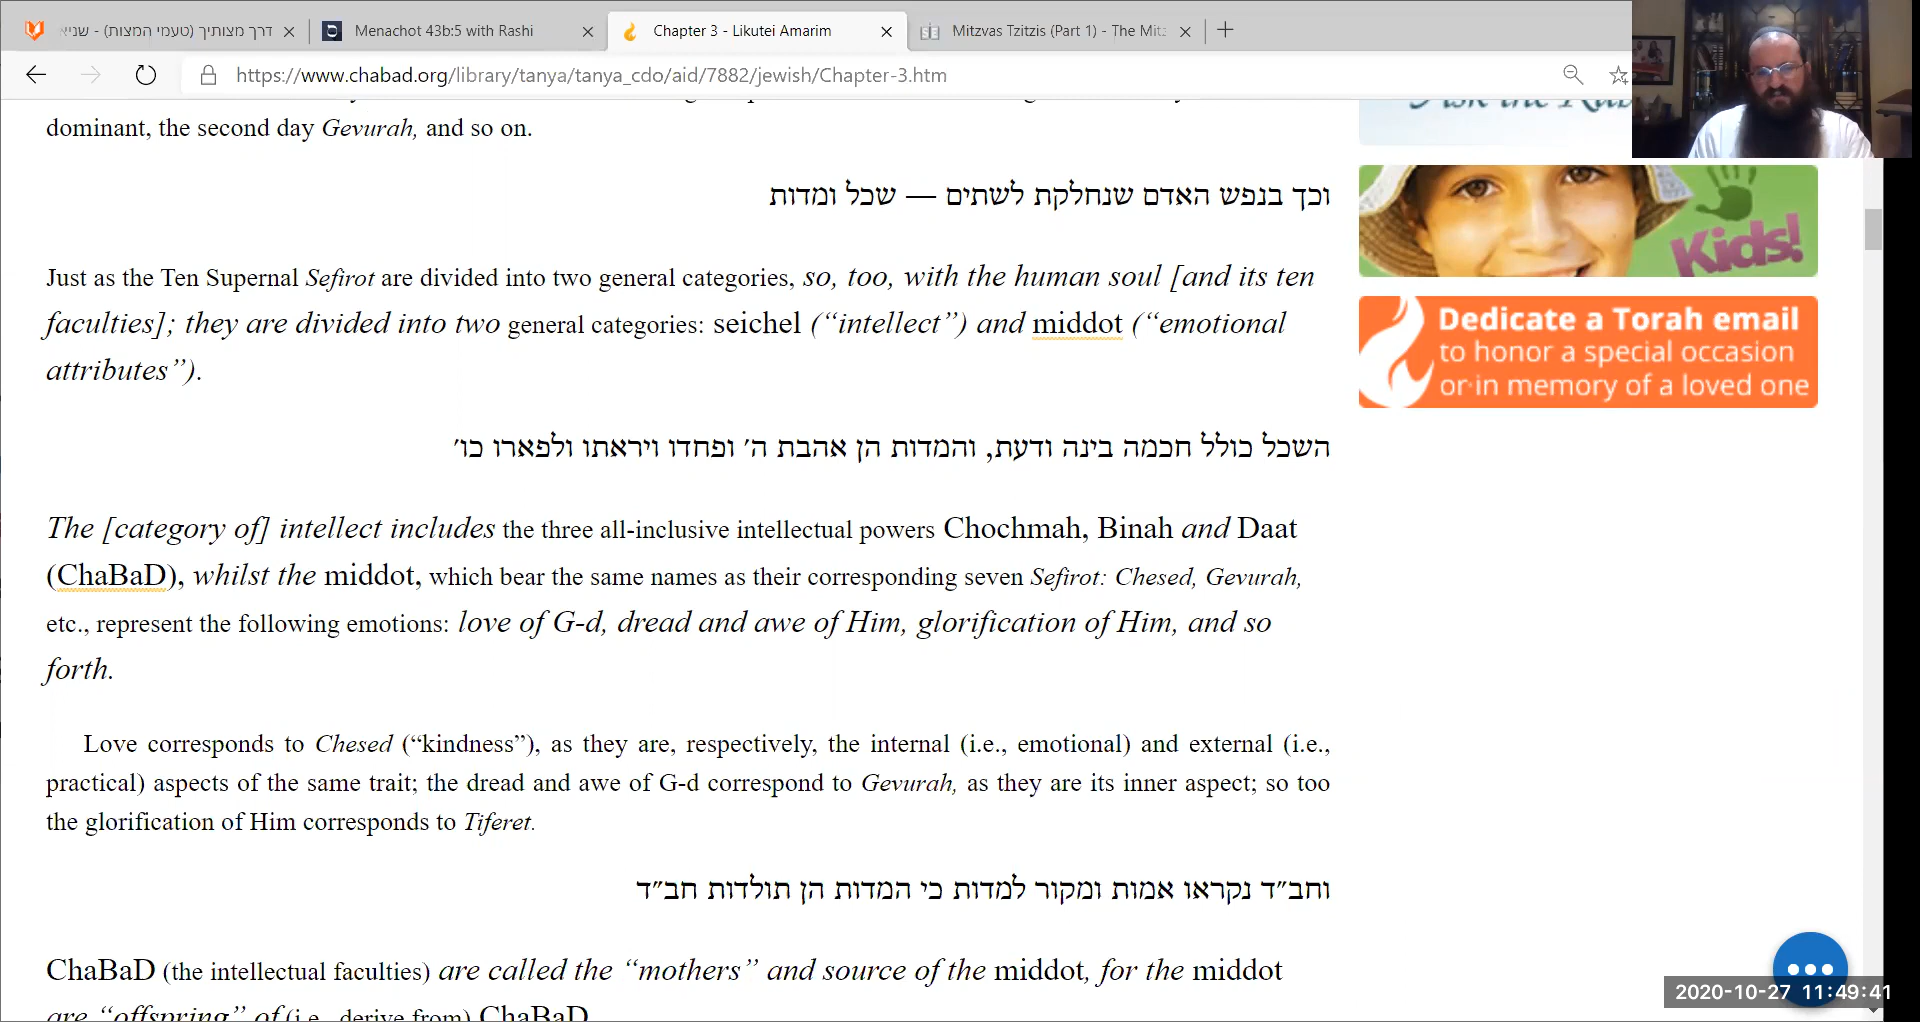 דרך מצותיך (טעמי המצות) - שניא
Menachot 43b:5 with Rashi
Chapter 3 - Likutei Amarim
Mitzvas Tzitzis (Part 1) - The Mit
https://www.chabad.org/library/tanya/tanya_cdo/aid/7882/jewish/Chapter-3.htm
dominant, the second day Gevurah, and so on.
וכך בנפש האדם שנחלקת לשתים — שכל ומדות
Just as the Ten Supernal Sefirot are divided into two general categories, so, too, with the human soul [and its ten
faculties]; they are divided into two general categories: seichel (“intellect”) and middot (“emotional
attributes”).
השכל כולל חכמה בינה ודעת, והמדות הן אהבת ה׳ ופחדו ויראתו ולפארו כו׳
The [category of] intellect includes the three all-inclusive intellectual powers Chochmah, Binah and Daat
(ChaBaD), whilst the middot, which bear the same names as their corresponding seven Sefirot: Chesed, Gevurah,
etc., represent the following emotions: love of G-d, dread and awe of Him, glorification of Him, and so
forth.
Love corresponds to Chesed (“kindness”), as they are, respectively, the internal (i.e., emotional) and external (i.e.,
practical) aspects of the same trait; the dread and awe of G-d correspond to Gevurah, as they are its inner aspect; so too
the glorification of Him corresponds to Tiferet.
וחב״ד נקראו אמות ומקור למדות כי המדות הן תולדות חב״ד
ChaBaD (the intellectual faculties) are called the “mothers” and source of the middot, for the middot
are “offspring” of (i.e., derive from) ChaBaD
Ask the
Kids!
Dedicate a Torah email
to honor a special occasion
or in memory of a loved one
2020-10-27 11:49:41